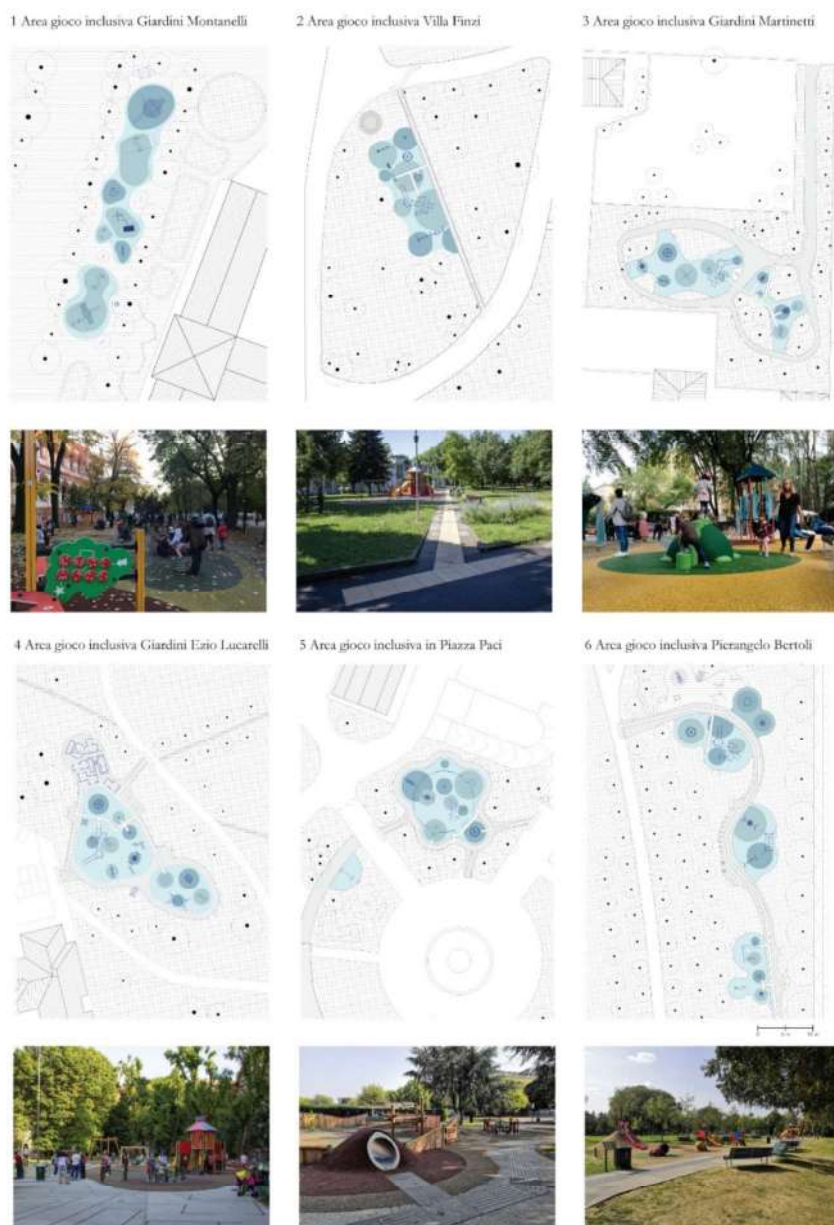 1 Area gioco inclusiva Giardini Montanelli
2 Area gioco inclusiva Villa Finzi
3 Area gioco inclusiva Giardini Martinetti
4 Area gioco inclusiva Giardini Ezio Lucarelli
5 Area gioco inclusiva in Piazza Paci
6 Area gioco inclusiva Pierangelo Bertoli